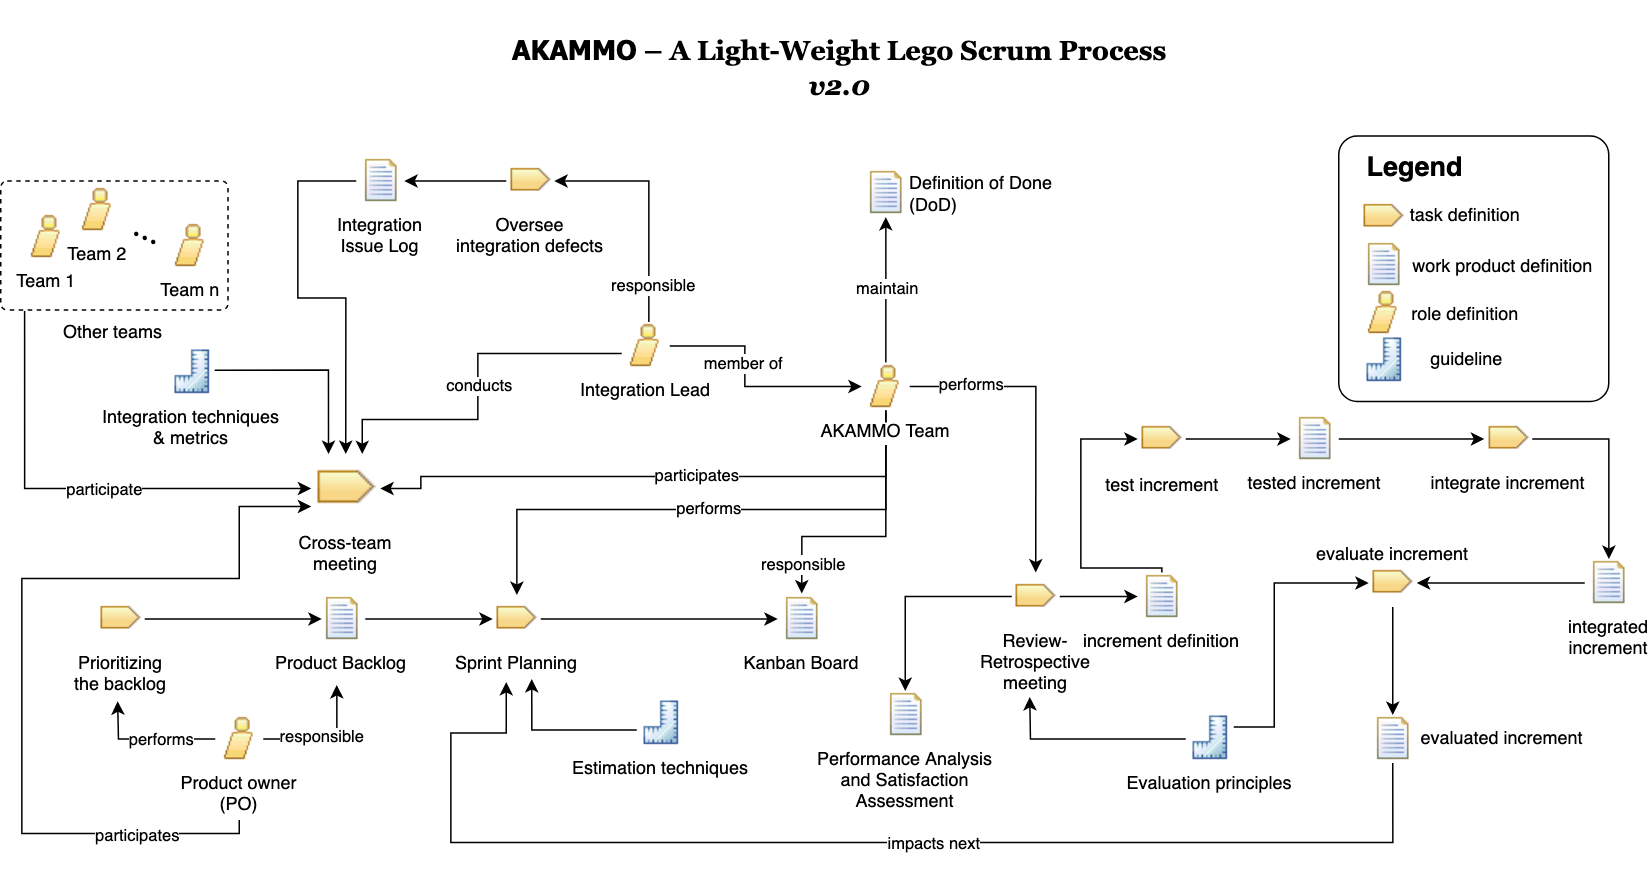 AKAMMO – A Light-Weight Lego Scrum Process
v2.0
Legend
task definition
work product definition
role definition
guideline
Team 1
Team 2
Team n
Other teams
Integration
Issue Log
Oversee
integration defects
responsible
Definition of Done
(DoD)
maintain
Integration techniques
& metrics
conducts
Integration Lead
member of
AKAMMO Team
performs
participate
participates
performs
responsible
Cross-team
meeting
test increment
tested increment
integrate increment
evaluate increment
integrated
increment
Prioritizing
the backlog
Product Backlog
Sprint Planning
Kanban Board
Review-
Retrospective
meeting
increment definition
performs
responsible
Product owner
(PO)
participates
Estimation techniques
Performance Analysis
and Satisfaction
Assessment
Evaluation principles
evaluated increment
impacts next